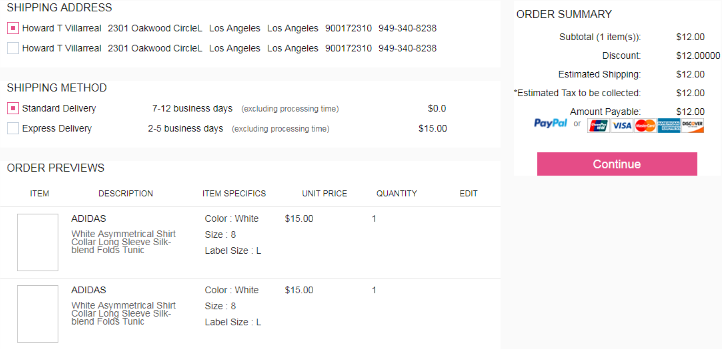 SHIPPING ADDRESS
Howard T Villarreal 2301 Oakwood CircleL Los Angeles Los Angeles 900172310 949-340-8238
Howard T Villarreal 2301 Oakwood CircleL Los Angeles Los Angeles 900172310 949-340-8238
SHIPPING METHOD
Standard Delivery 7-12 business days (excluding processing time) $0.0
Express Delivery 2-5 business days (excluding processing time) $15.00
ORDER PREVIEWS
ITEM DESCRIPTION ITEM SPECIFICS UNIT PRICE QUANTITY EDIT
ADIDAS Color : White $15.00 1
White Asymmetrical Shirt
Collar Long Sleeve Silk-
blend Folds Tunic
Size : 8
Label Size : L
ADIDAS Color : White $15.00 1
White Asymmetrical Shirt
Collar Long Sleeve Silk-
blend Folds Tunic
Size : 8
Label Size : L
ORDER SUMMARY
Subtotal (1 item(s)): $12.00
Discount: $12.00000
Estimated Shipping: $12.00
*Estimated Tax to be collected: $12.00
Amount Payable: $12.00
PayPal or VISA MasterCard DISCOVER
Continue